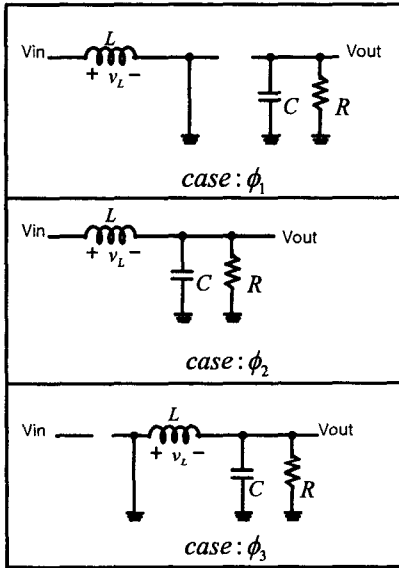 L
Vin
Vout
+ v_L −
C
R
case: ϕ₁
L
Vin
Vout
+ v_L −
C
R
case: ϕ₂
L
Vin
Vout
+ v_L −
C
R
case: ϕ₃